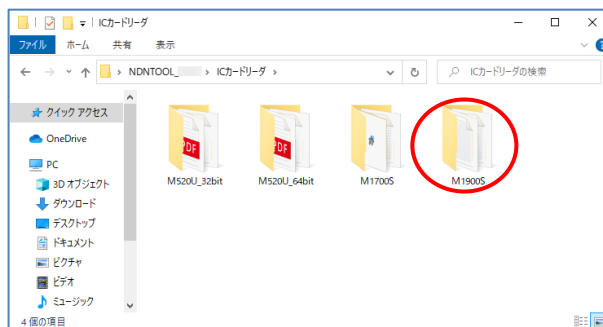 ICカードリーダ
ファイル ホーム 共有 表示
NDNTOOL_ > ICカードリーダ >
ICカードリーダの検索
クイック アクセス
OneDrive
PC
3D オブジェクト
ダウンロード
デスクトップ
ドキュメント
ピクチャ
ビデオ
ミュージック
PDF
PDF
M520U_32bit M520U_64bit M1700S M1900S
4 個の項目